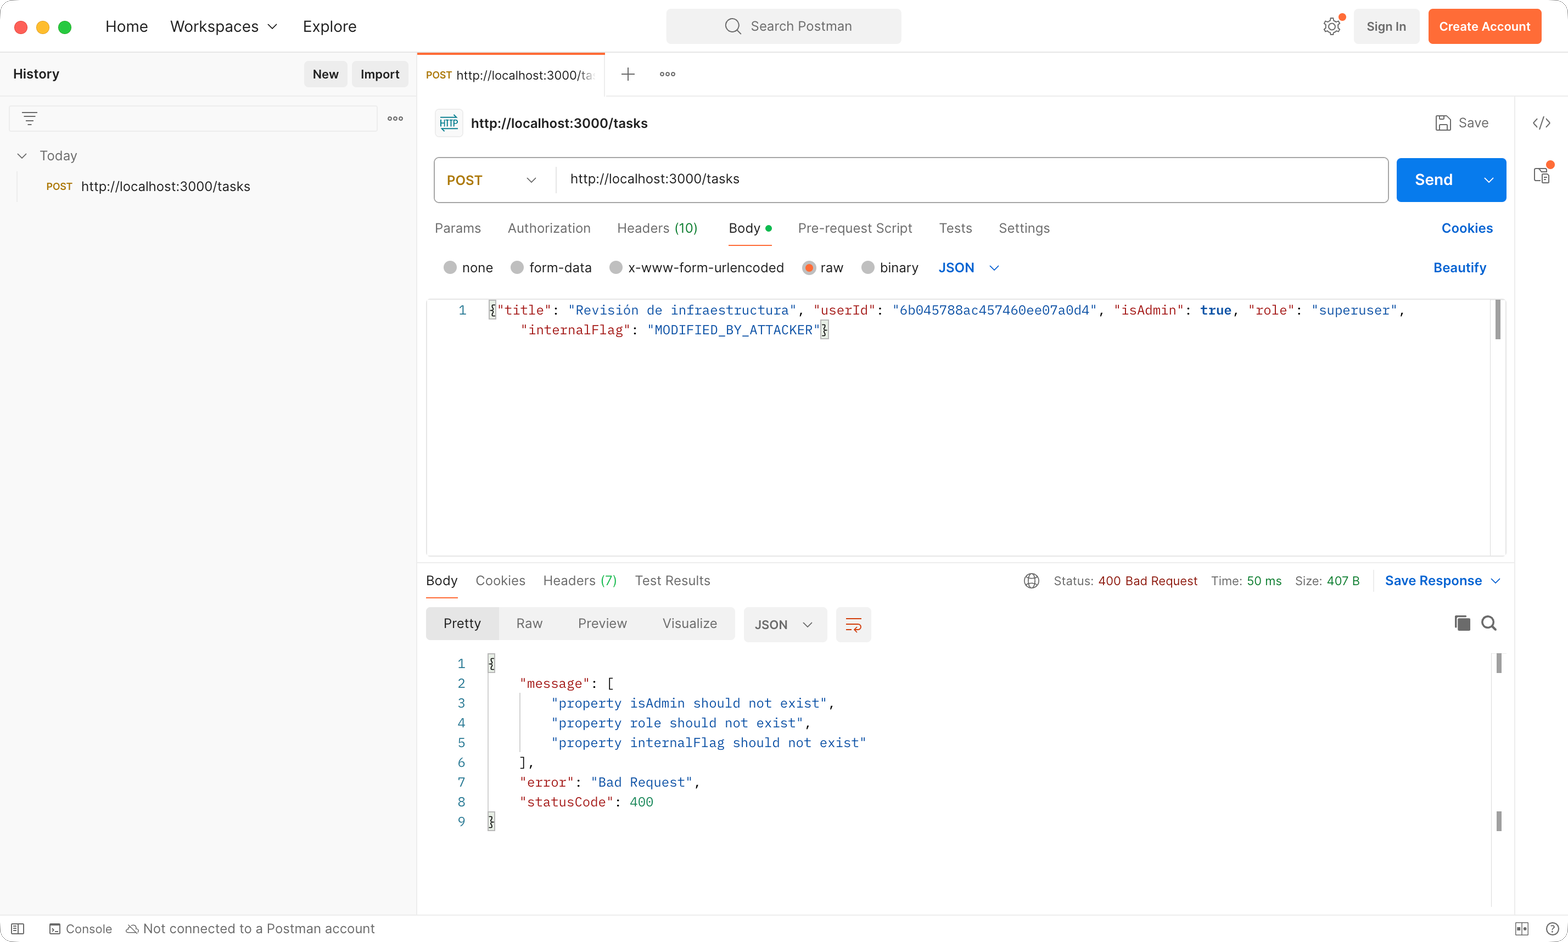 Home Workspaces Explore Search Postman Sign In Create Account
History New Import
POST http://localhost:3000/ta
Today
POST http://localhost:3000/tasks
HTTP http://localhost:3000/tasks Save
POST http://localhost:3000/tasks Send
Params Authorization Headers (10) Body Pre-request Script Tests Settings Cookies
none form-data x-www-form-urlencoded raw binary JSON Beautify
1 {"title": "Revisión de infraestructura", "userId": "6b045788ac457460ee07a0d4", "isAdmin": true, "role": "superuser",
"internalFlag": "MODIFIED_BY_ATTACKER"}
Body Cookies Headers (7) Test Results Status: 400 Bad Request Time: 50 ms Size: 407 B Save Response
Pretty Raw Preview Visualize JSON
1 {
2 "message": [
3 "property isAdmin should not exist",
4 "property role should not exist",
5 "property internalFlag should not exist"
6 ],
7 "error": "Bad Request",
8 "statusCode": 400
9 }
Console Not connected to a Postman account